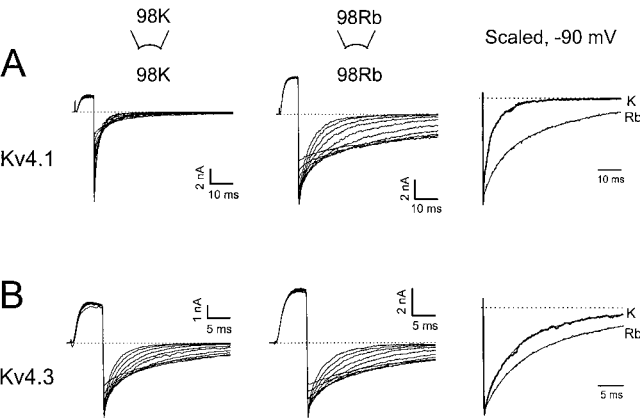 98K
98Rb
Scaled, -90 mV
A
98K
98Rb
Kv4.1
2 nA
10 ms
2 nA
10 ms
K
Rb
10 ms
B
Kv4.3
1 nA
5 ms
2 nA
5 ms
K
Rb
5 ms